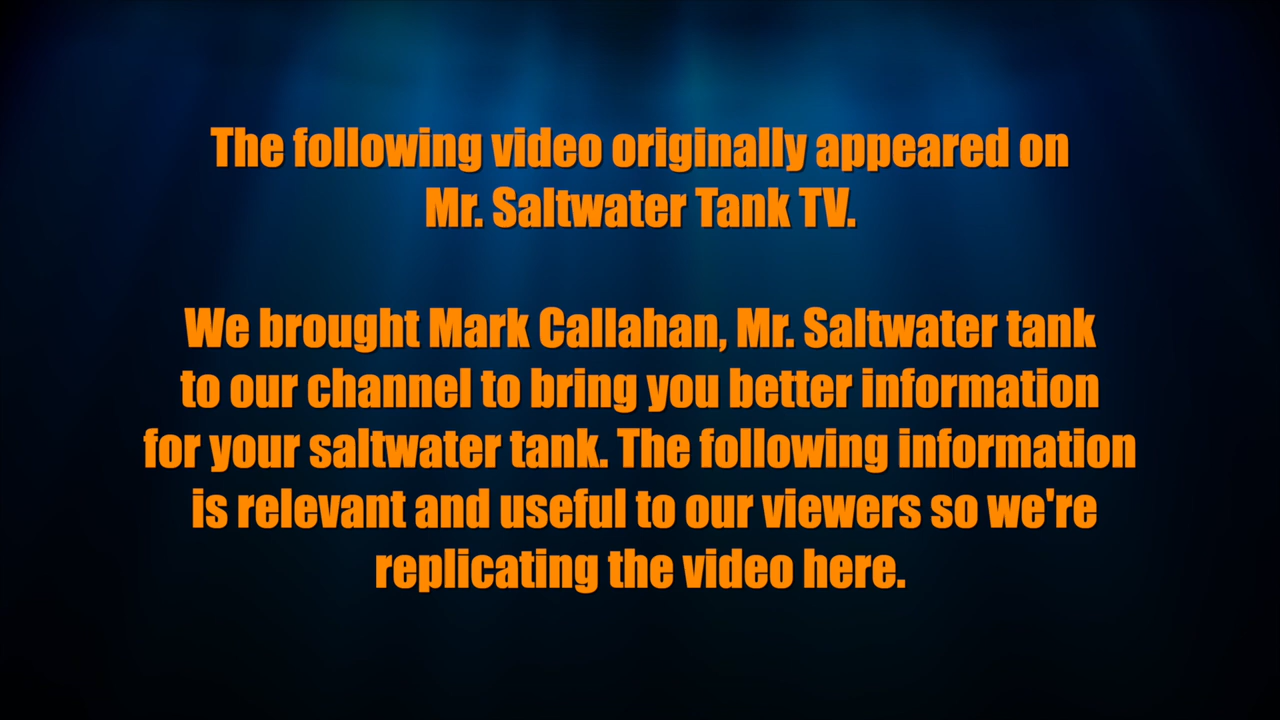 The following video originally appeared on
Mr. Saltwater Tank TV.
We brought Mark Callahan, Mr. Saltwater tank
to our channel to bring you better information
for your saltwater tank. The following information
is relevant and useful to our viewers so we're
replicating the video here.